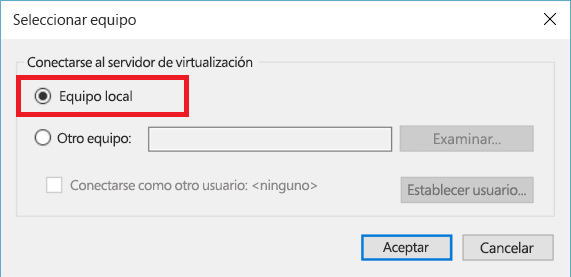 Seleccionar equipo
Conectarse al servidor de virtualización
Equipo local
Otro equipo:
Examinar...
Conectarse como otro usuario: <ninguno>
Establecer usuario...
Aceptar
Cancelar